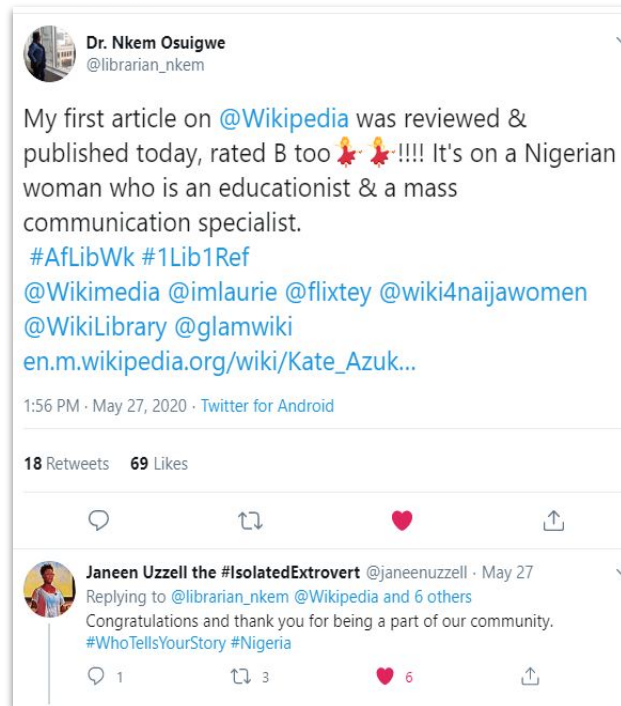 Dr. Nkem Osuigwe
@librarian_nkem
My first article on @Wikipedia was reviewed &
published today, rated B too💃💃!!!! It's on a Nigerian
woman who is an educationist & a mass
communication specialist.
#AfLibWk #1Lib1Ref
@Wikimedia @imlaurie @flixtey @wiki4naijawomen
@WikiLibrary @glamwiki
en.m.wikipedia.org/wiki/Kate_Azuk...
1:56 PM · May 27, 2020 · Twitter for Android
18 Retweets 69 Likes
Janeen Uzzell the #IsolatedExtrovert @janeenuzzell · May 27
Replying to @librarian_nkem @Wikipedia and 6 others
Congratulations and thank you for being a part of our community.
#WhoTellsYourStory #Nigeria
1 3 6